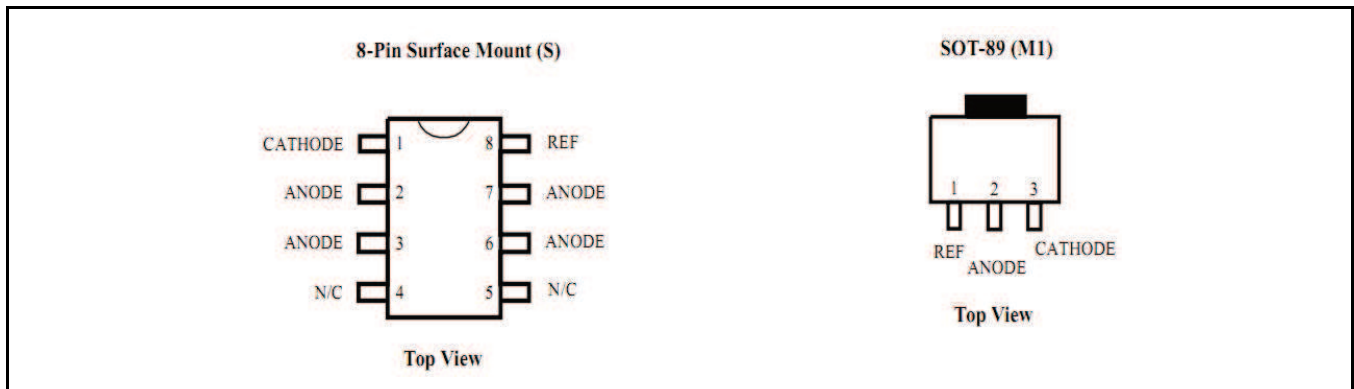 8-Pin Surface Mount (S)
CATHODE 1 8 REF
ANODE 2 7 ANODE
ANODE 3 6 ANODE
N/C 4 5 N/C
Top View
SOT-89 (M1)
1 2 3
REF ANODE CATHODE
Top View